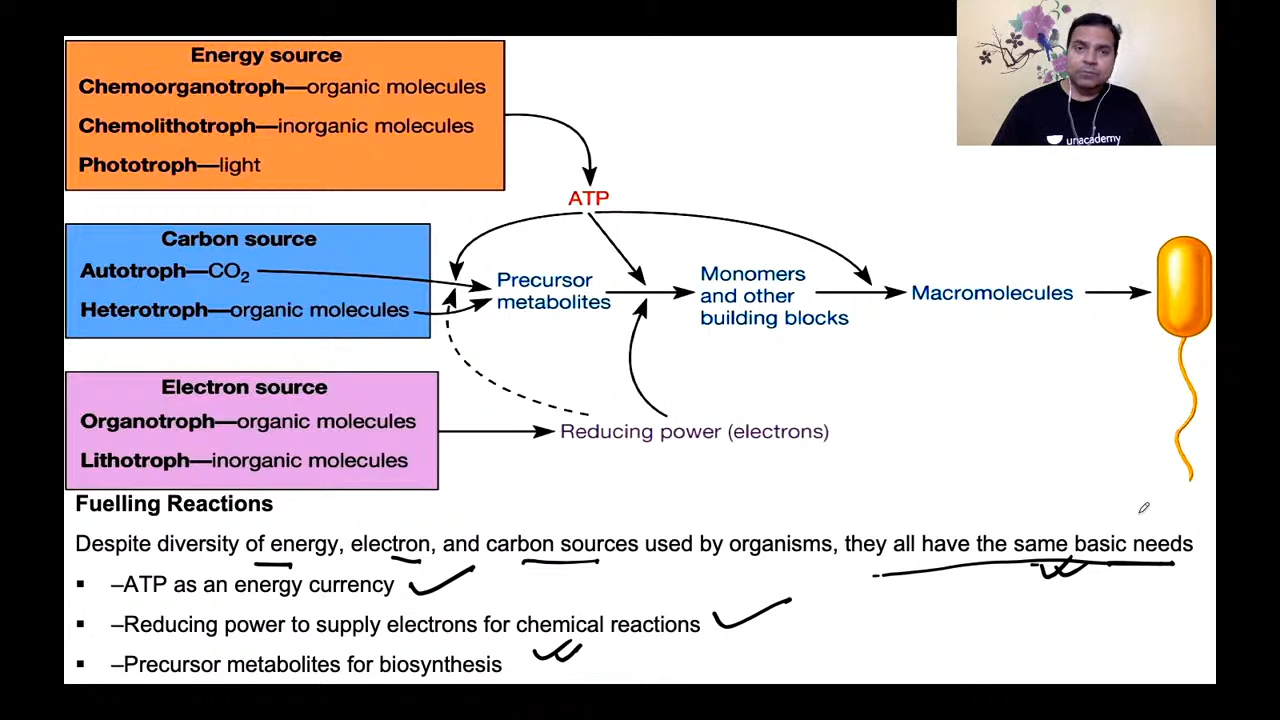 Energy source
Chemoorganotroph—organic molecules
Chemolithotroph—inorganic molecules
Phototroph—light
unacademy
ATP
Carbon source
Autotroph—CO₂
Heterotroph—organic molecules
Precursor
metabolites
Monomers
and other
building blocks
Macromolecules
Electron source
Organotroph—organic molecules
Lithotroph—inorganic molecules
Reducing power (electrons)
Fuelling Reactions
Despite diversity of energy, electron, and carbon sources used by organisms, they all have the same basic needs
▪ –ATP as an energy currency
▪ –Reducing power to supply electrons for chemical reactions
▪ –Precursor metabolites for biosynthesis